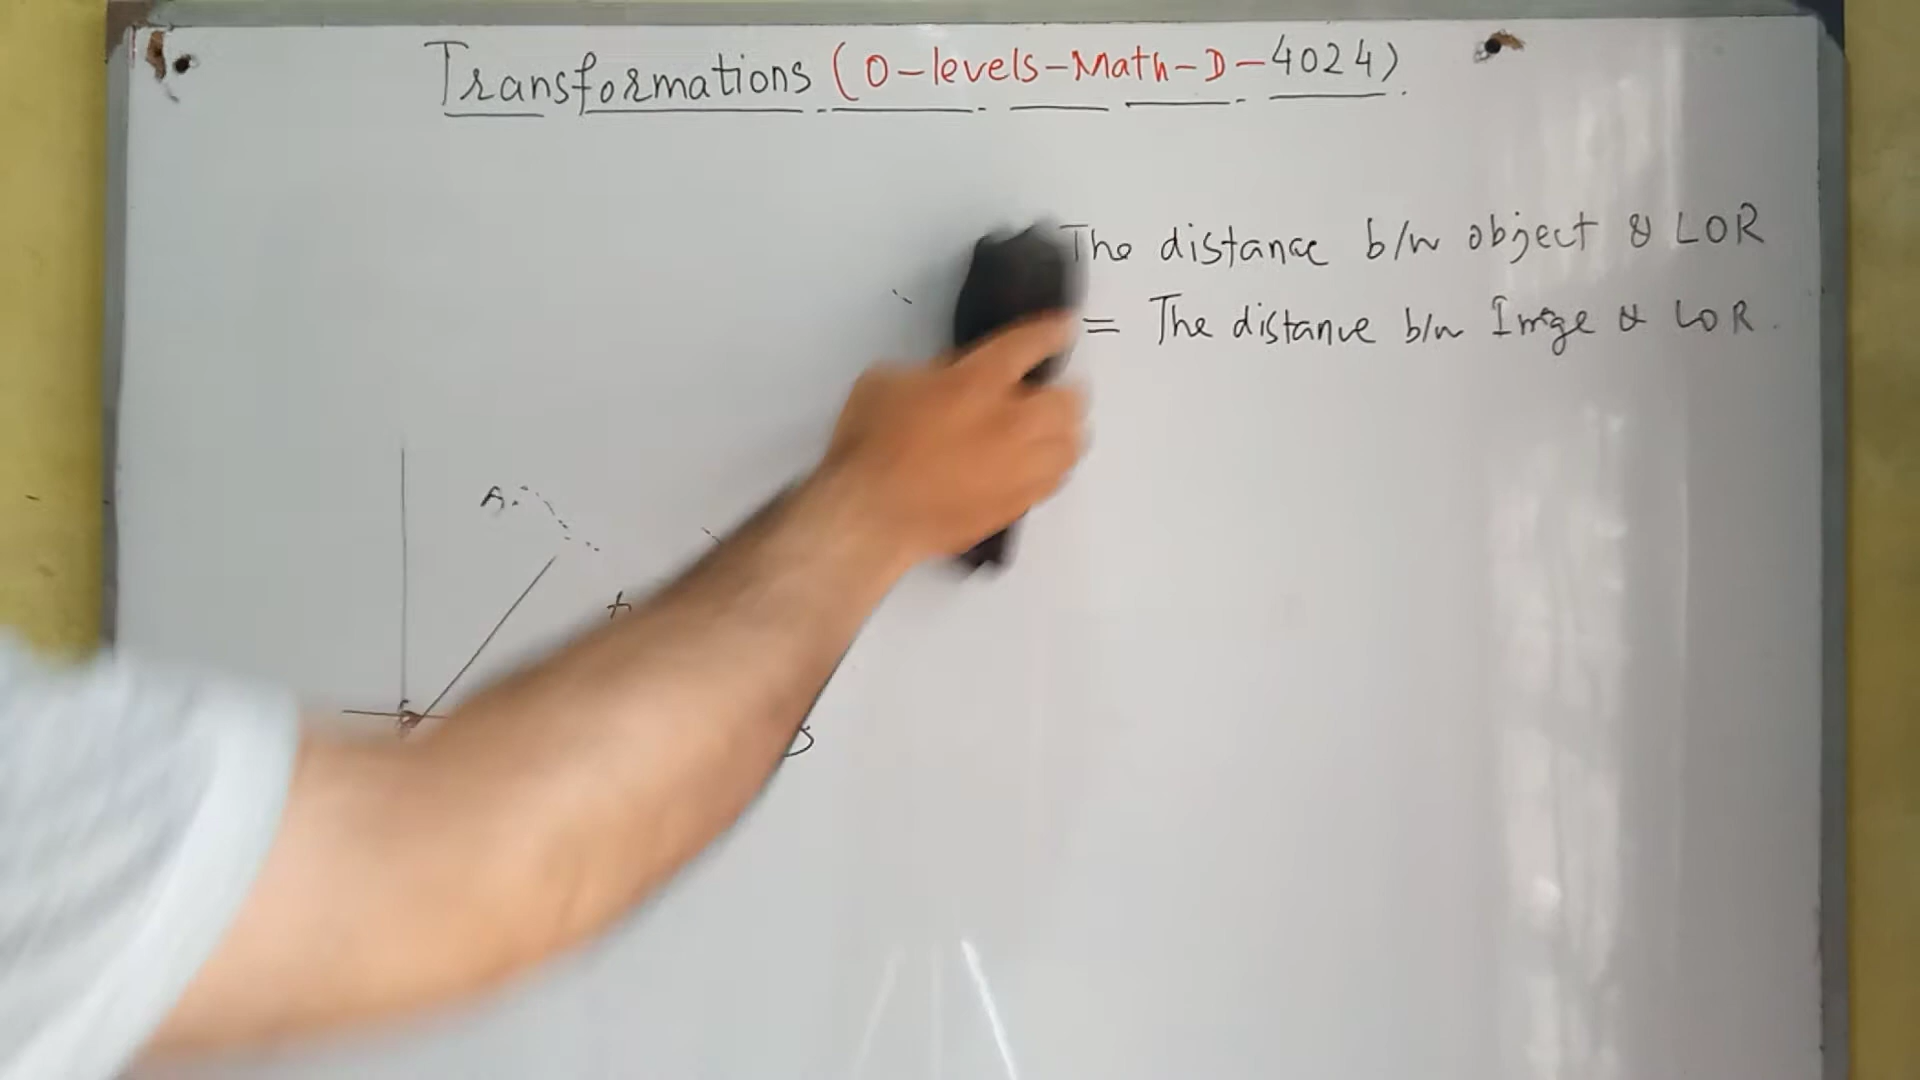 Transformations (O-levels-Math-D-4024)
The distance b/w object & LOR
= The distance b/w Image & LOR.
A.